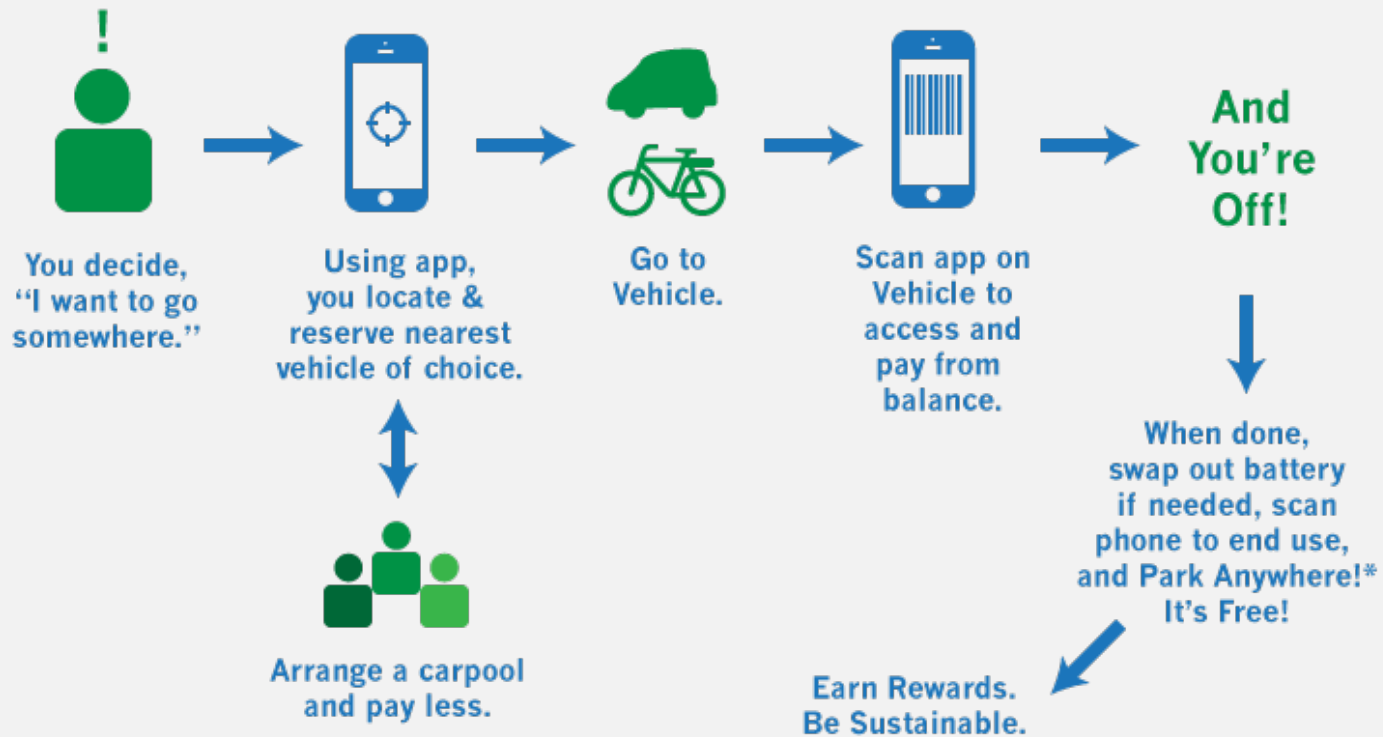 !
You decide,
“I want to go
somewhere.”
Using app,
you locate &
reserve nearest
vehicle of choice.
Arrange a carpool
and pay less.
Go to
Vehicle.
Scan app on
Vehicle to
access and
pay from
balance.
And
You’re
Off!
When done,
swap out battery
if needed, scan
phone to end use,
and Park Anywhere!*
It’s Free!
Earn Rewards.
Be Sustainable.